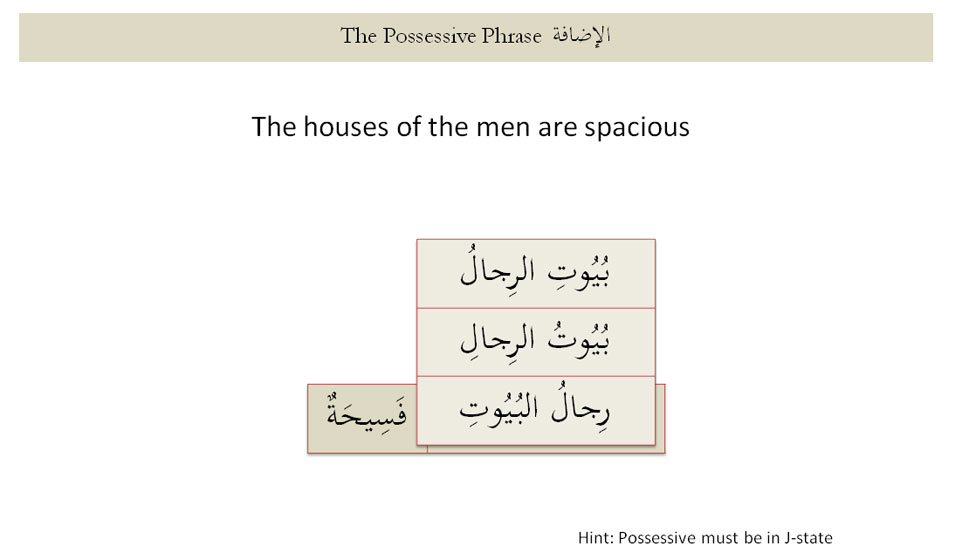 The Possessive Phrase الإضافة
The houses of the men are spacious
بُيُوتِ الرِجالُ
بُيُوتُ الرِجالِ
رِجالُ البُيُوتِ
فَسِيحَةٌ
Hint: Possessive must be in J-state